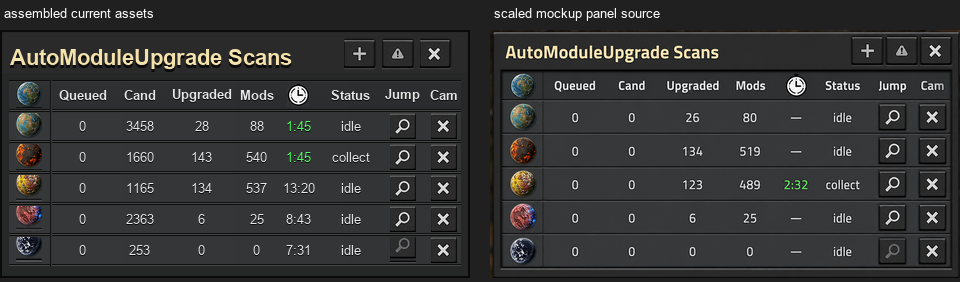 assembled current assets
AutoModuleUpgrade Scans
Queued Cand Upgraded Mods Status Jump Cam
0 3458 28 88 1:45 idle
0 1660 143 540 1:45 collect
0 1165 134 537 13:20 idle
0 2363 6 25 8:43 idle
0 253 0 0 7:31 idle
scaled mockup panel source
AutoModuleUpgrade Scans
Queued Cand Upgraded Mods Status Jump Cam
0 0 26 80 — idle
0 0 134 519 — idle
0 0 123 489 2:32 collect
0 0 6 25 — idle
0 0 0 0 — idle